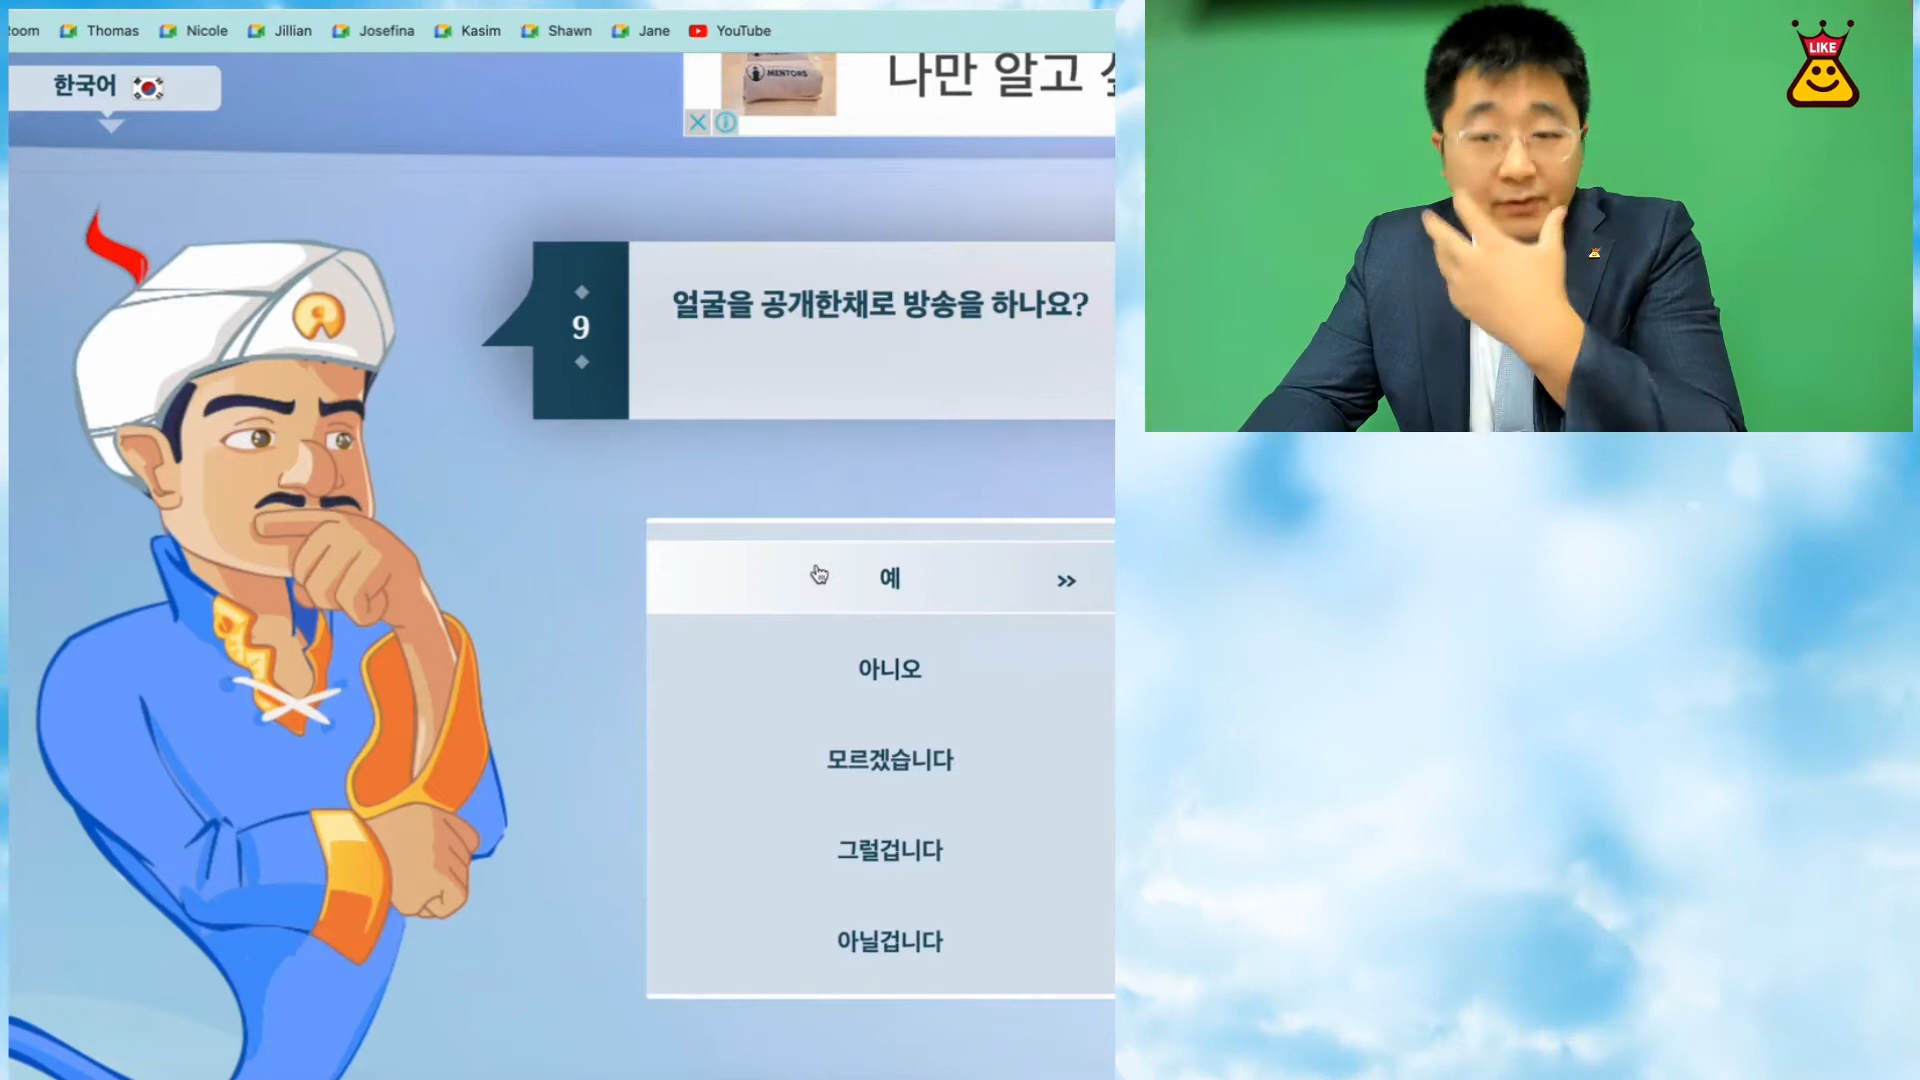 Thomas Nicole Jillian Josefina Kasim Shawn Jane YouTube
한국어
MENTORS
나만 알고
LIKE
9
얼굴을 공개한채로 방송을 하나요?
예
아니오
모르겠습니다
그럴겁니다
아닐겁니다